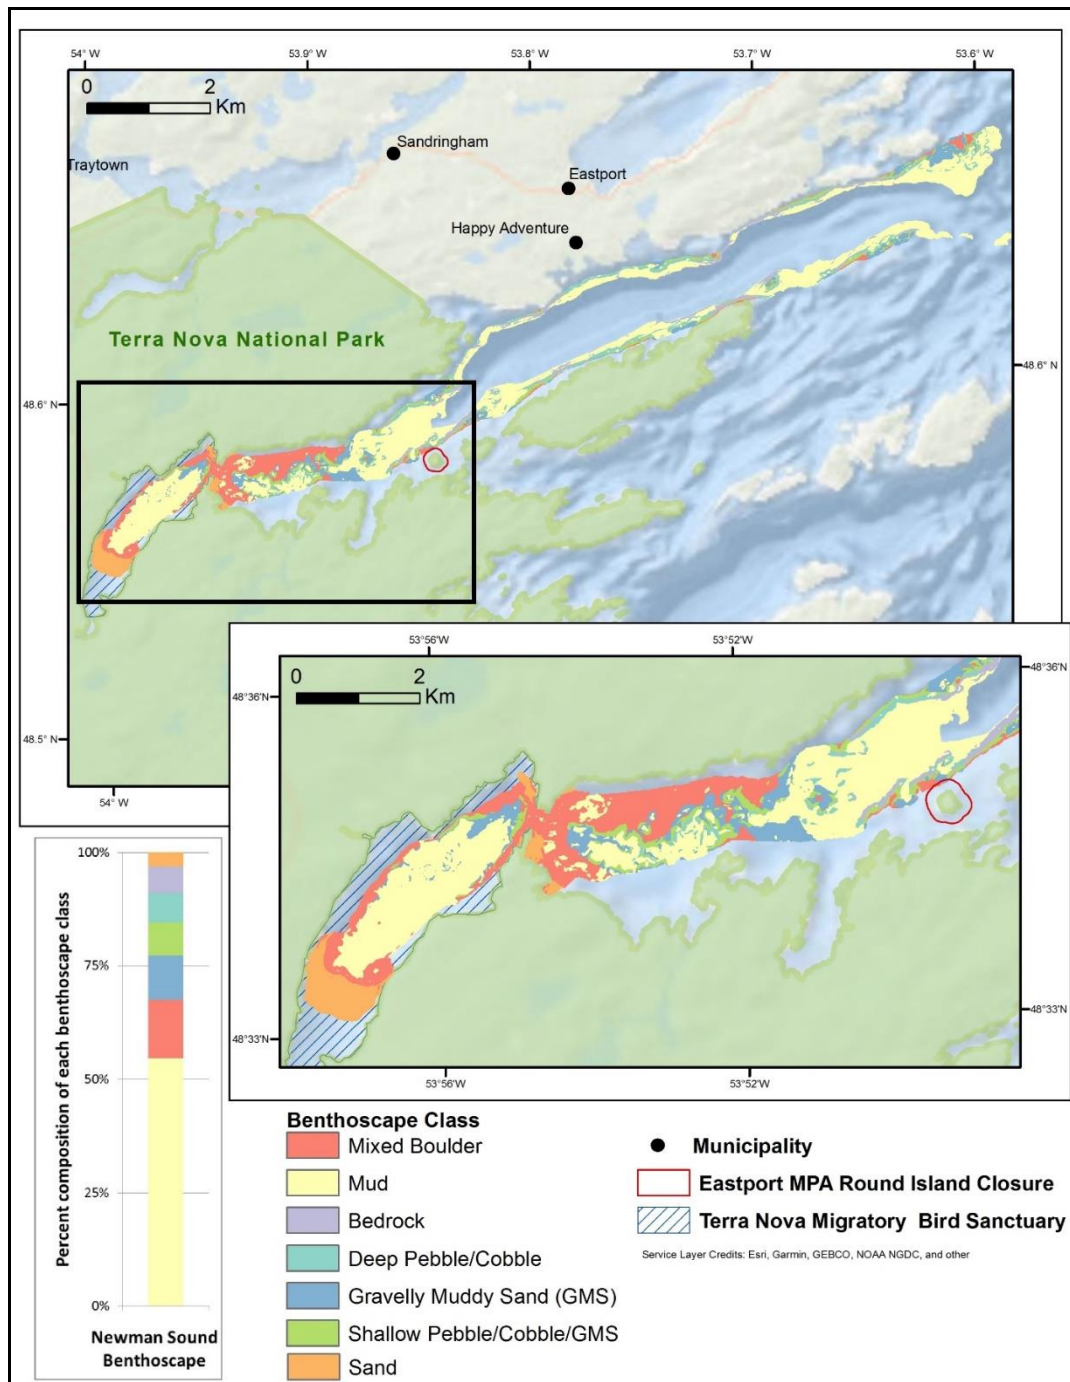 54° W
53.9° W
53.8° W
53.7° W
53.6° W
0 2
Km
Sandringham
Traytown
Eastport
Happy Adventure
Terra Nova National Park
48.6° N
48.6° N
48.5° N
54° W
53°56'W
53°52'W
0 2
Km
48°36'N
48°36'N
48°33'N
48°33'N
53°56'W
53°52'W
100%
75%
50%
25%
0%
Percent composition of each benthoscape class
Newman Sound
Benthoscape
Benthoscape Class
Mixed Boulder
Mud
Bedrock
Deep Pebble/Cobble
Gravelly Muddy Sand (GMS)
Shallow Pebble/Cobble/GMS
Sand
Municipality
Eastport MPA Round Island Closure
Terra Nova Migratory Bird Sanctuary
Service Layer Credits: Esri, Garmin, GEBCO, NOAA NGDC, and other